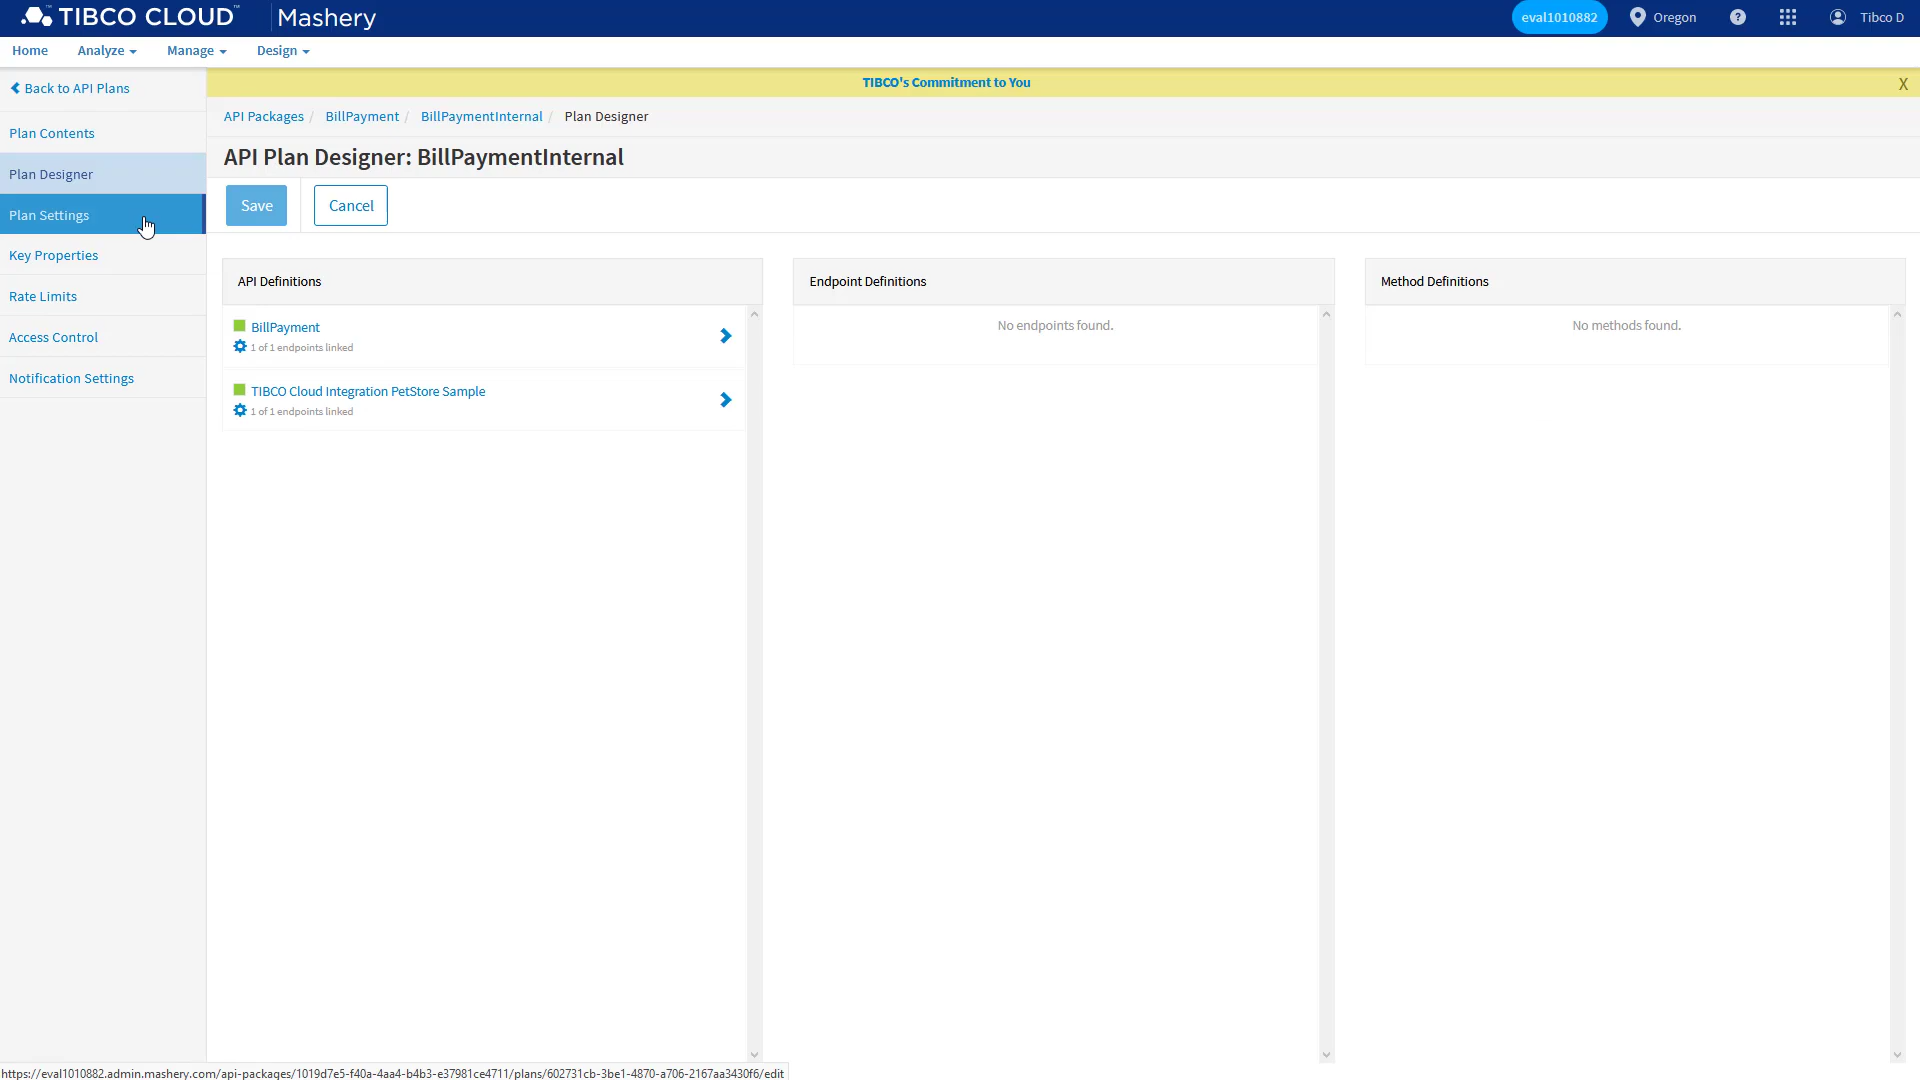 TIBCO CLOUD™ Mashery
eval1010882 Oregon ? Tibco D
Home Analyze Manage Design
Back to API Plans
TIBCO's Commitment to You X
API Packages / BillPayment / BillPaymentInternal / Plan Designer
Plan Contents
API Plan Designer: BillPaymentInternal
Plan Designer
Save Cancel
Plan Settings
Key Properties
Rate Limits
Access Control
Notification Settings
API Definitions
BillPayment
1 of 1 endpoints linked
TIBCO Cloud Integration PetStore Sample
1 of 1 endpoints linked
Endpoint Definitions
No endpoints found.
Method Definitions
No methods found.
https://eval1010882.admin.mashery.com/api-packages/1019d7e5-f40a-4aa4-b4b3-e37981ce4711/plans/602731cb-3be1-4870-a706-2167aa3430f6/edit